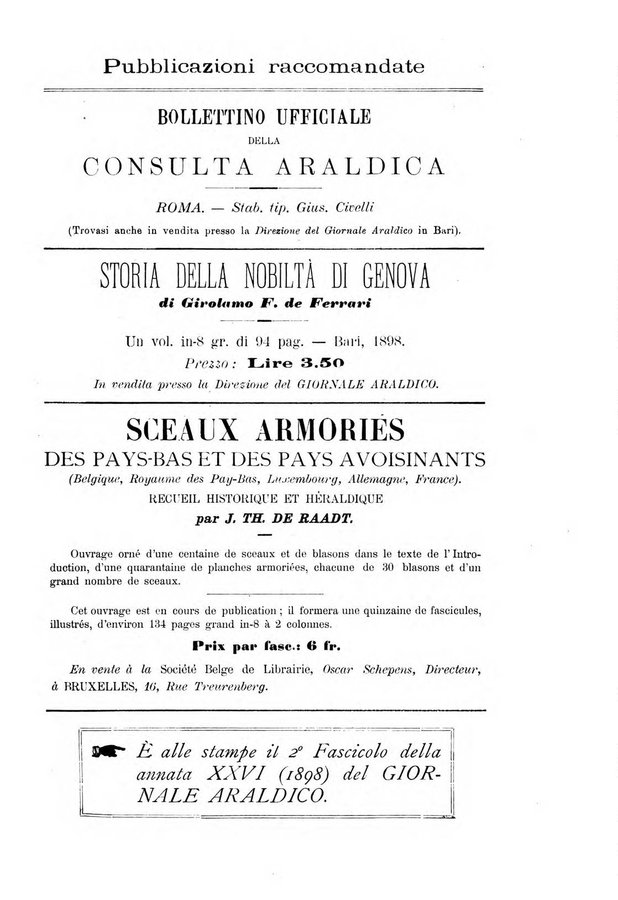 Pubblicazioni raccomandate
BOLLETTINO UFFICIALE
DELLA
CONSULTA ARALDICA
ROMA. — Stab. tip. Gius. Civelli
(Trovasi anche in vendita presso la Direzione del Giornale Araldico in Bari).
STORIA DELLA NOBILTÀ DI GENOVA
di Girolamo F. de Ferrari
Un vol. in-8 gr. di 94 pag. — Bari, 1898.
Prezzo: Lire 3.50
In vendita presso la Direzione del GIORNALE ARALDICO.
SCEAUX ARMORIÉS
DES PAYS-BAS ET DES PAYS AVOISINANTS
(Belgique, Royaume des Pay-Bas, Luxembourg, Allemagne, France).
RECUEIL HISTORIQUE ET HÉRALDIQUE
par J. TH. DE RAADT.
Ouvrage orné d'une centaine de sceaux et de blasons dans le texte de l'Intro-
duction, d'une quarantaine de planches armoriées, chacune de 30 blasons et d'un
grand nombre de sceaux.
Cet ouvrage est en cours de publication ; il formera une quinzaine de fascicules,
illustrés, d'environ 134 pages grand in-8 à 2 colonnes.
Prix par fasc.: 6 fr.
En vente à la Société Belge de Librairie, Oscar Schepens, Directeur,
à BRUXELLES, 16, Rue Treurenberg.
È alle stampe il 2º Fascicolo della
annata XXVI (1898) del GIOR-
NALE ARALDICO.